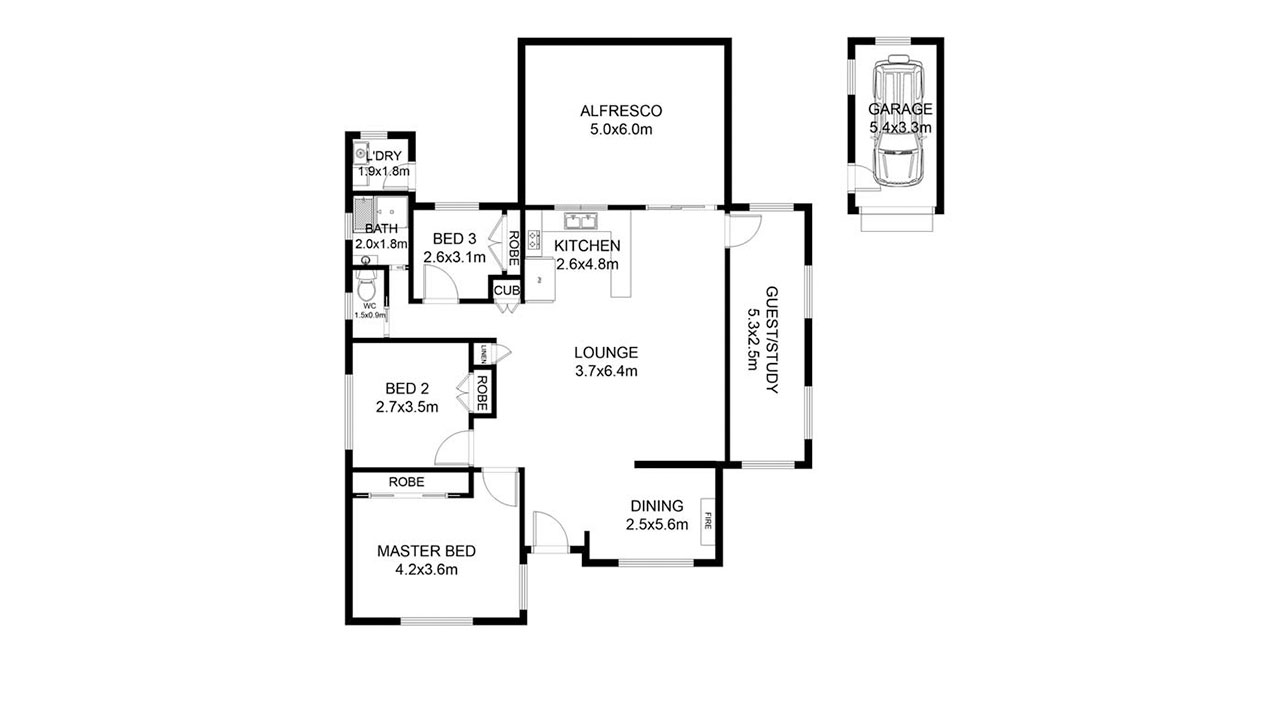 ALFRESCO
5.0x6.0m
GARAGE
5.4x3.3m
L'DRY
1.9x1.8m
BATH
2.0x1.8m
BED 3
2.6x3.1m
ROBE
KITCHEN
2.6x4.8m
CUB
WC
1.5x0.9m
GUEST/STUDY
5.3x2.5m
LINEN
LOUNGE
3.7x6.4m
BED 2
2.7x3.5m
ROBE
ROBE
DINING
2.5x5.6m
FIRE
MASTER BED
4.2x3.6m